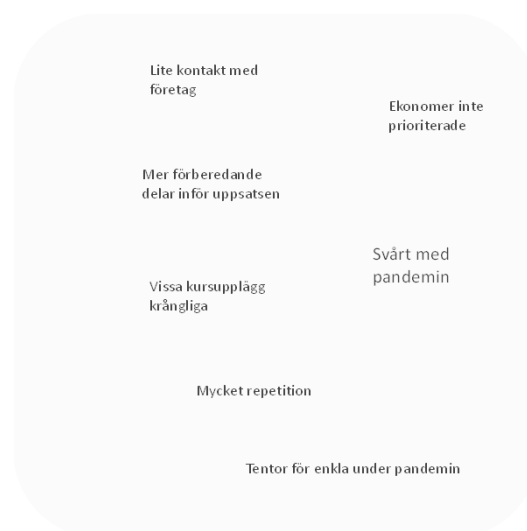 Lite kontakt med
företag
Ekonomer inte
prioriterade
Mer förberedande
delar inför uppsatsen
Svårt med
pandemin
Vissa kursupplägg
krångliga
Mycket repetition
Tentor för enkla under pandemin